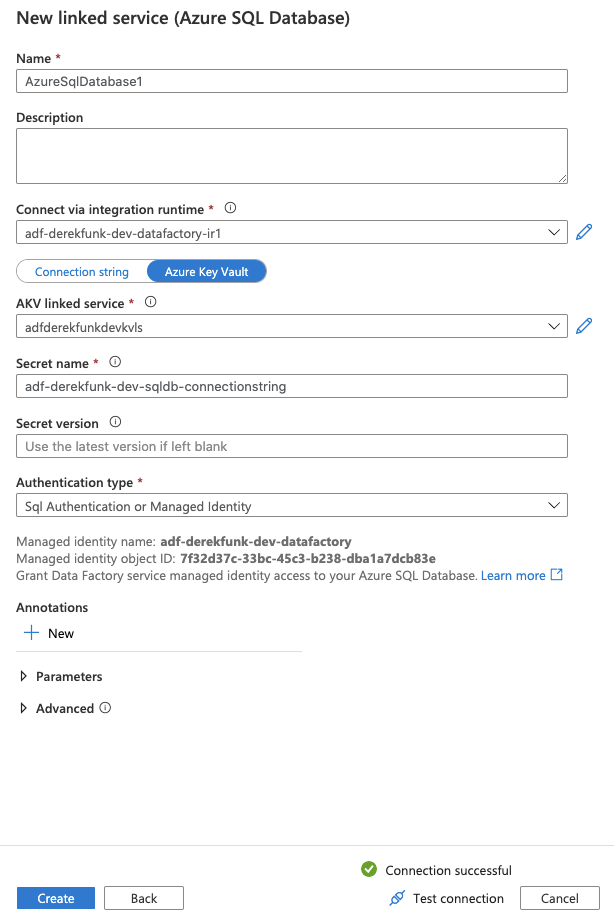 New linked service (Azure SQL Database)
Name *
AzureSqlDatabase1
Description
Connect via integration runtime *
adf-derekfunk-dev-datafactory-ir1
Connection string
Azure Key Vault
AKV linked service *
adfderekfunkdevkvls
Secret name *
adf-derekfunk-dev-sqldb-connectionstring
Secret version
Use the latest version if left blank
Authentication type *
Sql Authentication or Managed Identity
Managed identity name: adf-derekfunk-dev-datafactory
Managed identity object ID: 7f32d37c-33bc-45c3-b238-dba1a7dcb83e
Grant Data Factory service managed identity access to your Azure SQL Database. Learn more
Annotations
New
Parameters
Advanced
Connection successful
Create
Back
Test connection
Cancel